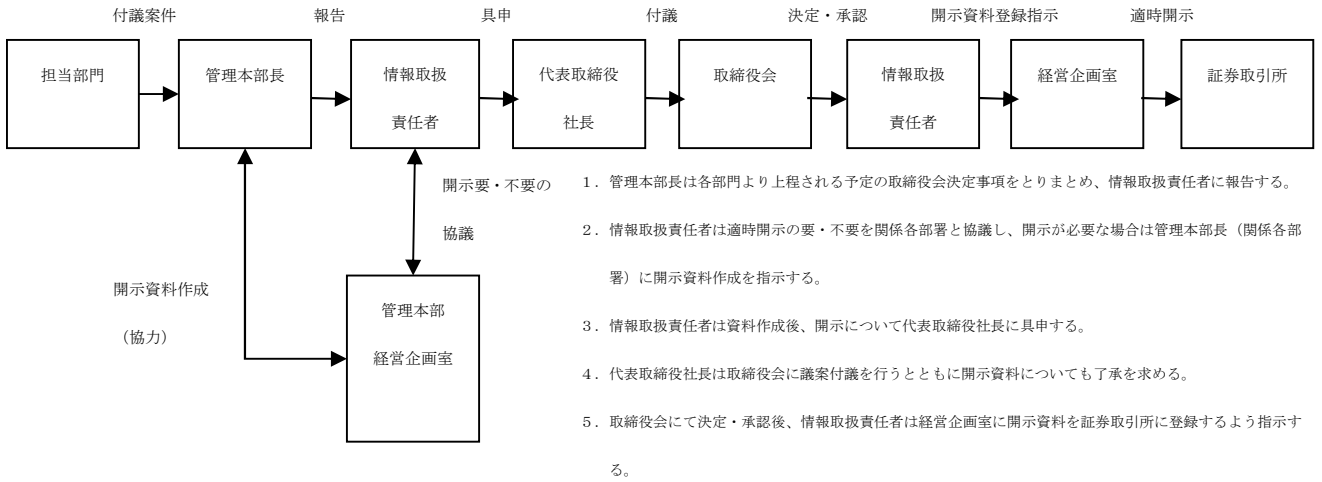 付議案件 報告 具申 付議 決定・承認 開示資料登録指示 適時開示
担当部門 管理本部長 情報取扱 代表取締役 取締役会 情報取扱 経営企画室 証券取引所
責任者 社長 責任者
開示要・不要の
協議
開示資料作成
（協力）
管理本部
経営企画室
１．管理本部長は各部門より上程される予定の取締役会決定事項をとりまとめ、情報取扱責任者に報告する。
２．情報取扱責任者は適時開示の要・不要を関係各部署と協議し、開示が必要な場合は管理本部長（関係各部
署）に開示資料作成を指示する。
３．情報取扱責任者は資料作成後、開示について代表取締役社長に具申する。
４．代表取締役社長は取締役会に議案付議を行うとともに開示資料についても了承を求める。
５．取締役会にて決定・承認後、情報取扱責任者は経営企画室に開示資料を証券取引所に登録するよう指示す
る。